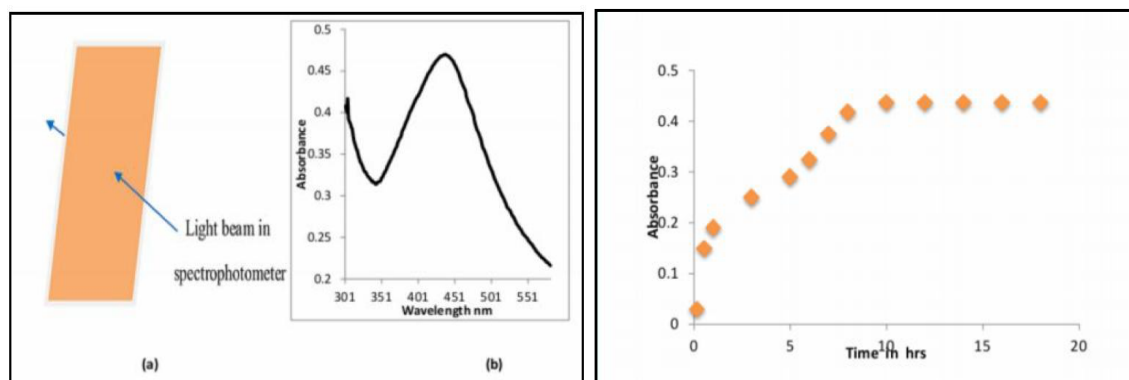 Light beam in
spectrophotometer
(a)
0.5
0.45
0.4
0.35
0.3
0.25
0.2
Absorbance
301 351 401 451 501 551
Wavelength nm
(b)
0.5
0.4
0.3
0.2
0.1
0
Absorbance
0 5 10 15 20
Time in hrs